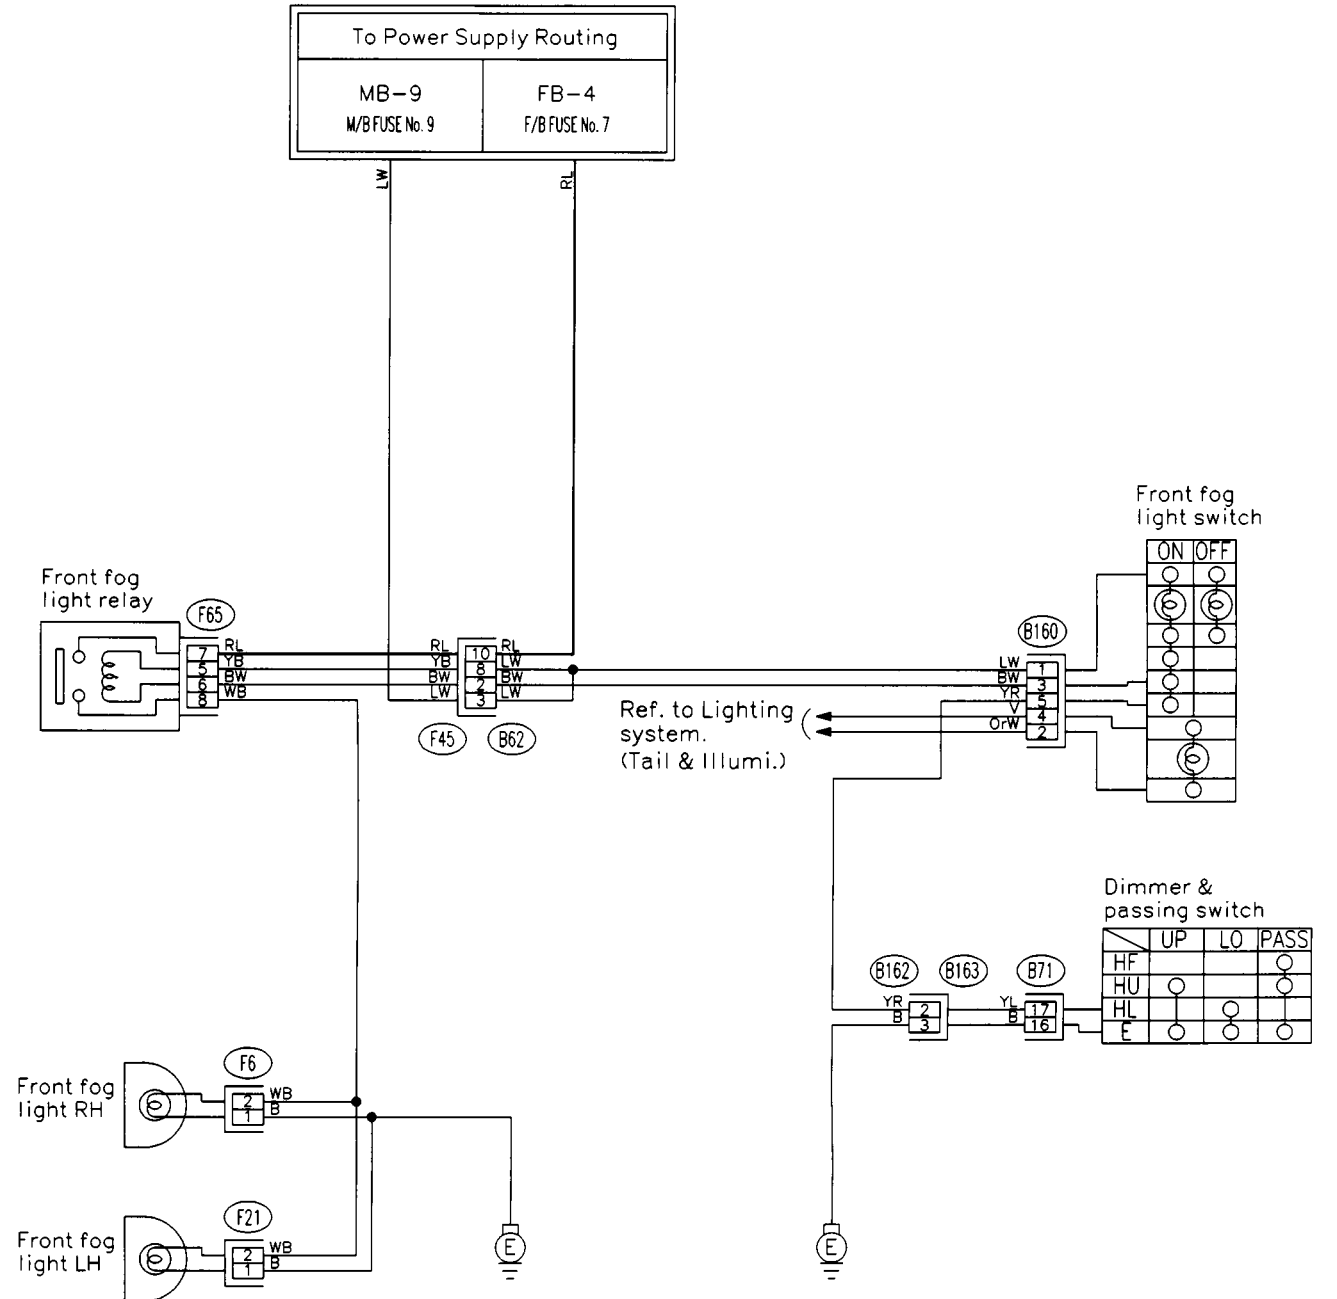 To Power Supply Routing
MB-9
M/B FUSE No. 9
FB-4
F/B FUSE No. 7
LW
RL
Front fog
light switch
ON OFF
Front fog
light relay
F65
7
5
6
8
RL
YB
BW
WB
RL
YB
BW
LW
10
8
2
3
RL
LW
BW
LW
F45
B62
B160
LW
BW
YR
V
OrW
1
3
5
4
2
Ref. to Lighting
system.
(Tail & Illumi.)
Dimmer &
passing switch
UP LO PASS
HF
HU
HL
E
B162
B163
B71
YR
B
2
3
YL
B
17
16
Front fog
light RH
F6
2
1
WB
B
Front fog
light LH
F21
2
1
WB
B
E
E